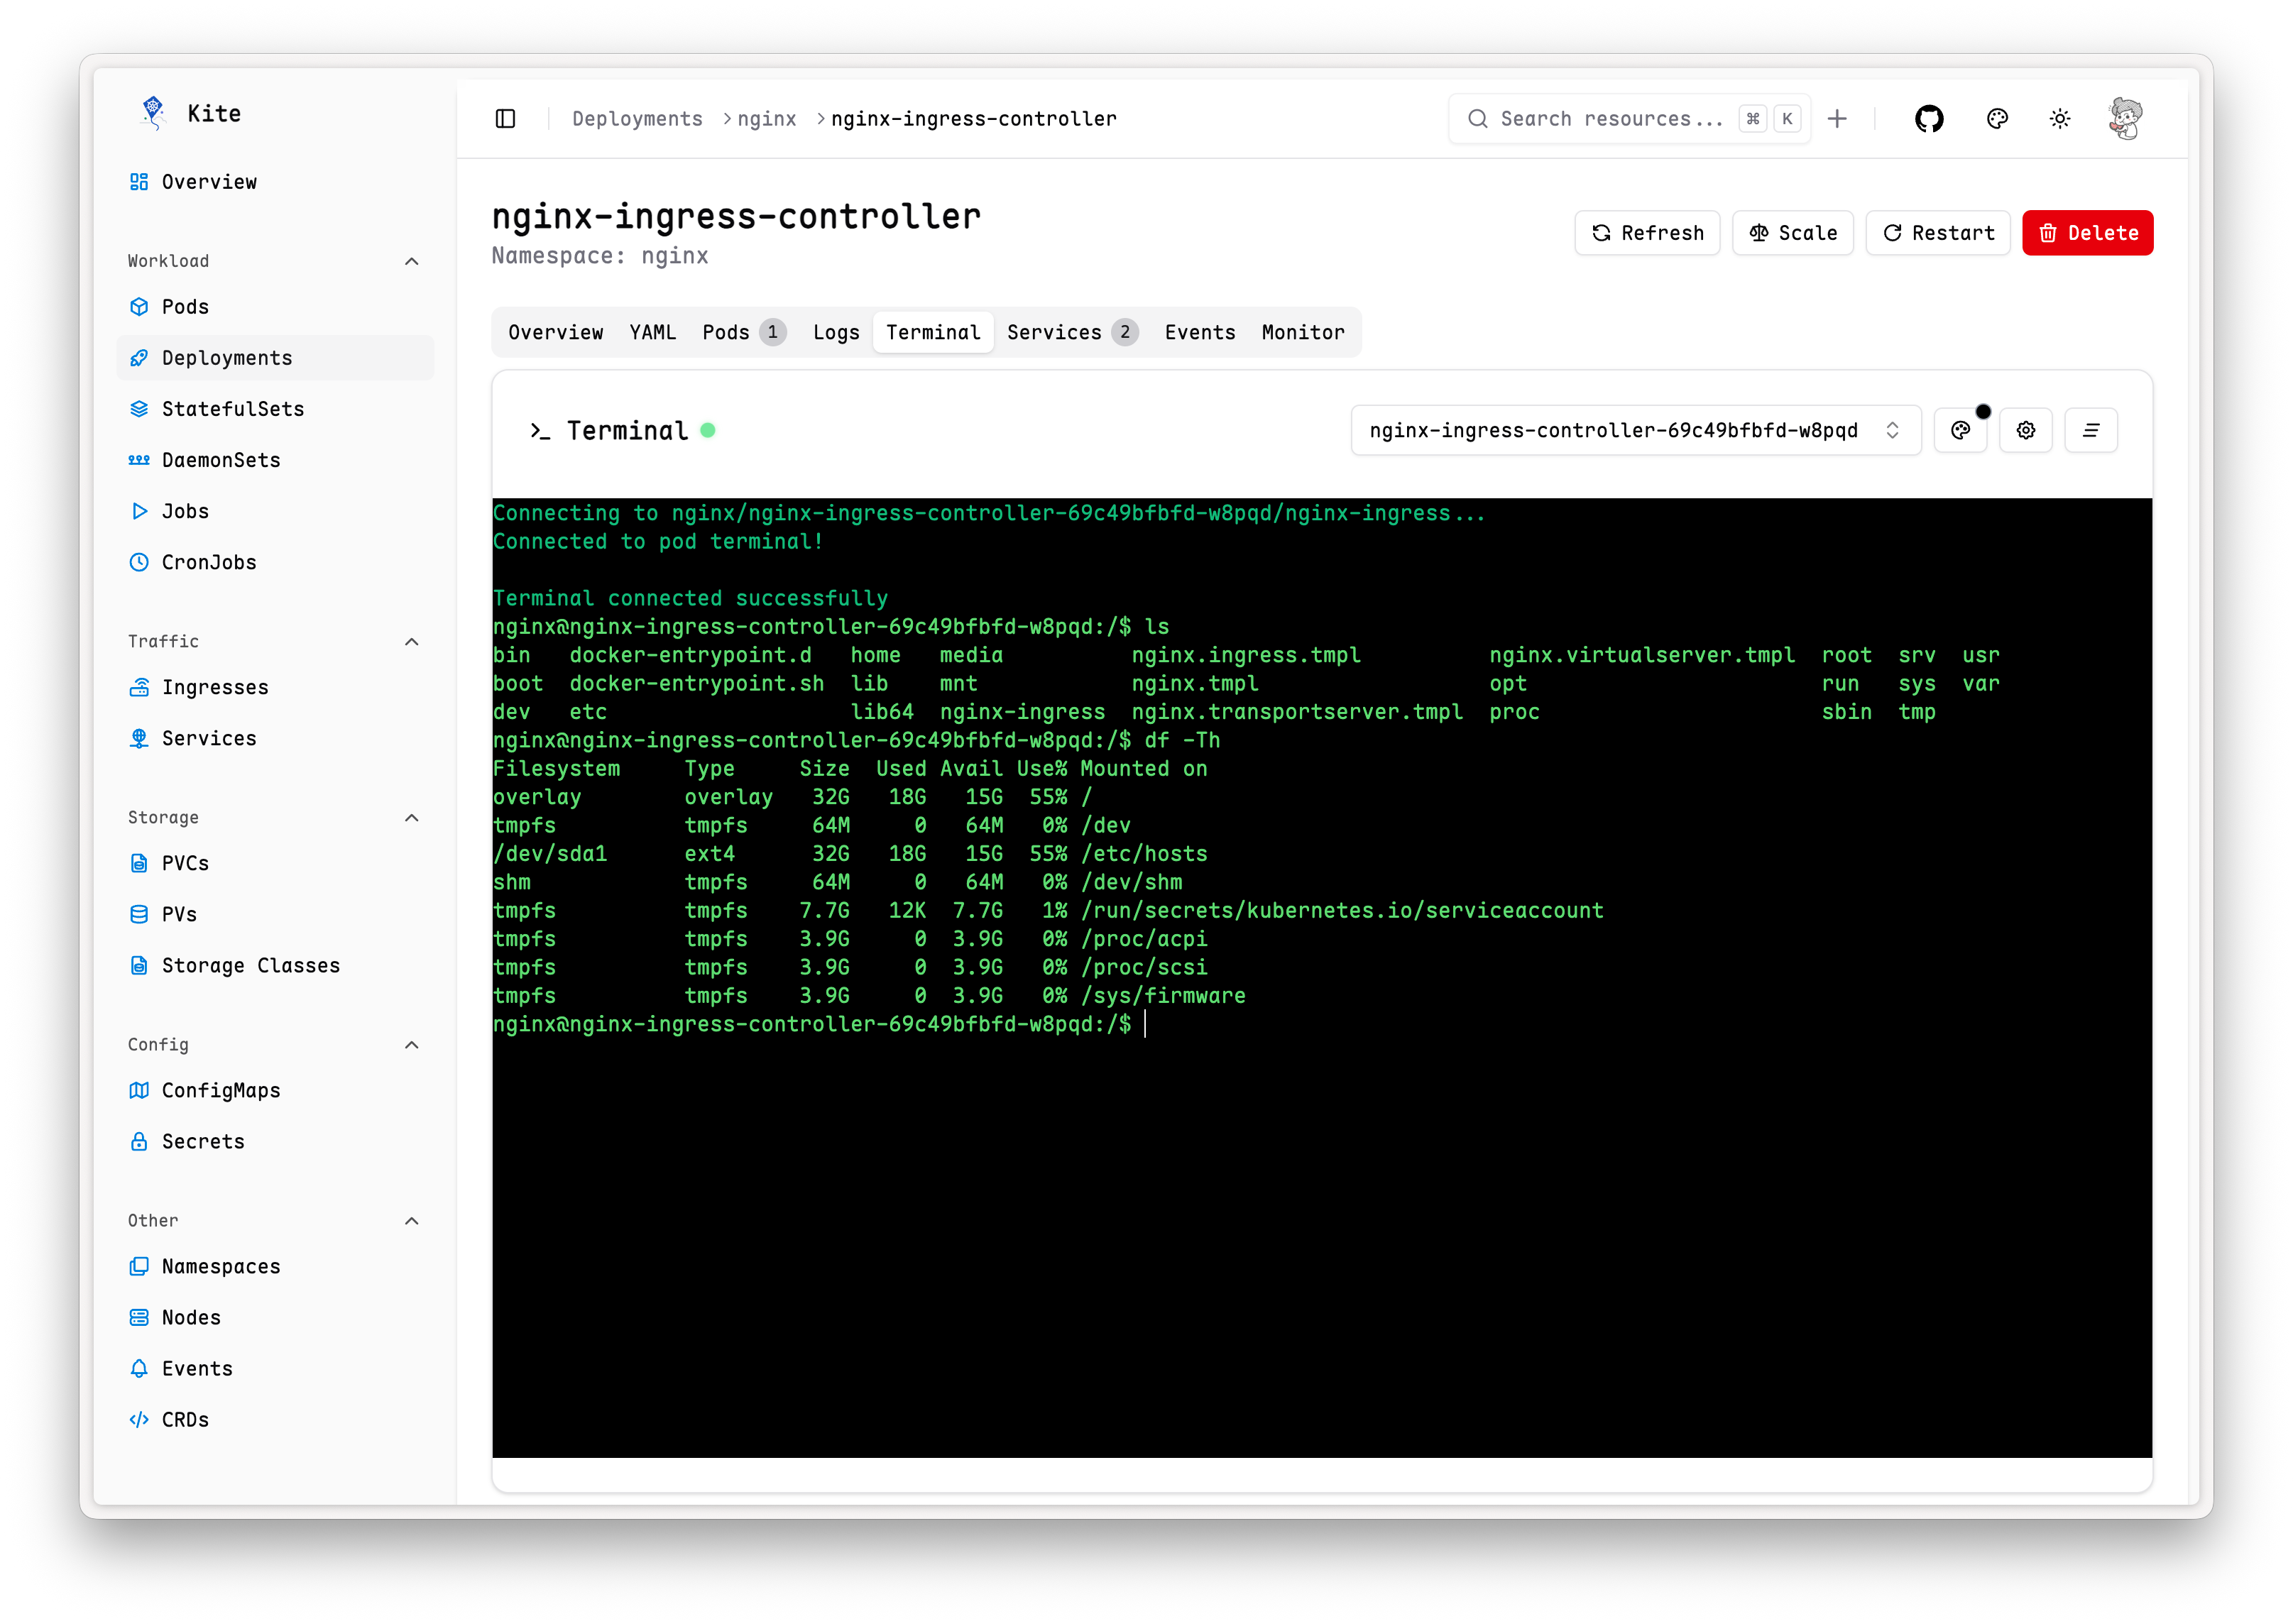 Kite
Overview
Workload
Pods
Deployments
StatefulSets
DaemonSets
Jobs
CronJobs
Traffic
Ingresses
Services
Storage
PVCs
PVs
Storage Classes
Config
ConfigMaps
Secrets
Other
Namespaces
Nodes
Events
CRDs
Deployments > nginx > nginx-ingress-controller
Search resources... ⌘ K
nginx-ingress-controller
Namespace: nginx
Refresh Scale Restart Delete
Overview YAML Pods 1 Logs Terminal Services 2 Events Monitor
>_ Terminal
nginx-ingress-controller-69c49bfbfd-w8pqd
Connecting to nginx/nginx-ingress-controller-69c49bfbfd-w8pqd/nginx-ingress...
Connected to pod terminal!
Terminal connected successfully
nginx@nginx-ingress-controller-69c49bfbfd-w8pqd:/$ ls
bin   docker-entrypoint.d   home   media          nginx.ingress.tmpl          nginx.virtualserver.tmpl  root  srv  usr
boot  docker-entrypoint.sh  lib    mnt            nginx.tmpl                  opt                       run   sys  var
dev   etc                   lib64  nginx-ingress  nginx.transportserver.tmpl  proc                      sbin  tmp
nginx@nginx-ingress-controller-69c49bfbfd-w8pqd:/$ df -Th
Filesystem     Type     Size  Used Avail Use% Mounted on
overlay        overlay   32G   18G   15G  55% /
tmpfs          tmpfs     64M     0   64M   0% /dev
/dev/sda1      ext4      32G   18G   15G  55% /etc/hosts
shm            tmpfs     64M     0   64M   0% /dev/shm
tmpfs          tmpfs    7.7G   12K  7.7G   1% /run/secrets/kubernetes.io/serviceaccount
tmpfs          tmpfs    3.9G     0  3.9G   0% /proc/acpi
tmpfs          tmpfs    3.9G     0  3.9G   0% /proc/scsi
tmpfs          tmpfs    3.9G     0  3.9G   0% /sys/firmware
nginx@nginx-ingress-controller-69c49bfbfd-w8pqd:/$